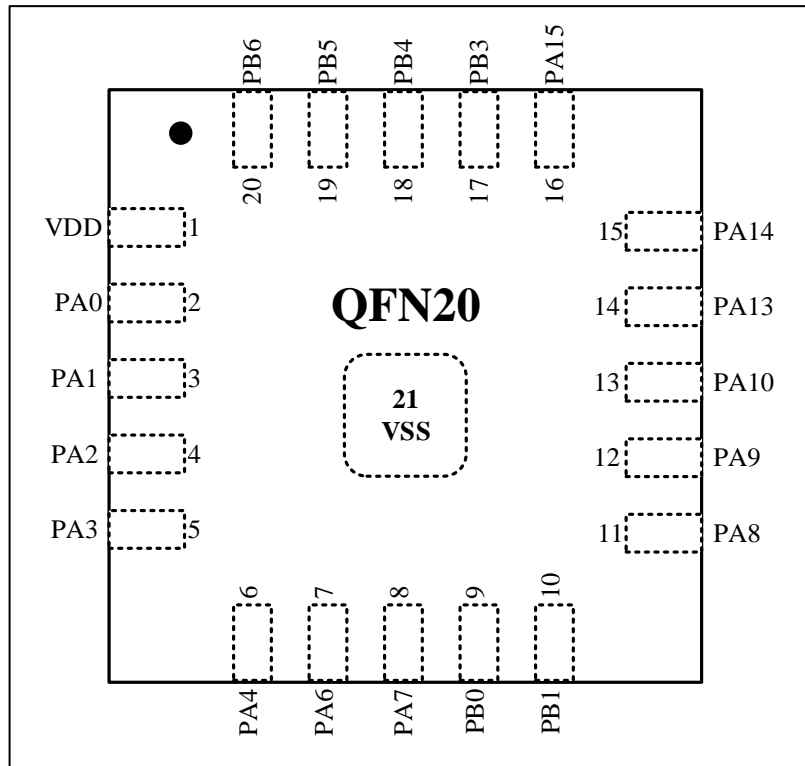 PB6 PB5 PB4 PB3 PA15
20 19 18 17 16
VDD 1 15 PA14
PA0 2 QFN20 14 PA13
PA1 3 13 PA10
21
VSS
PA2 4 12 PA9
PA3 5 11 PA8
6 7 8 9 10
PA4 PA6 PA7 PB0 PB1